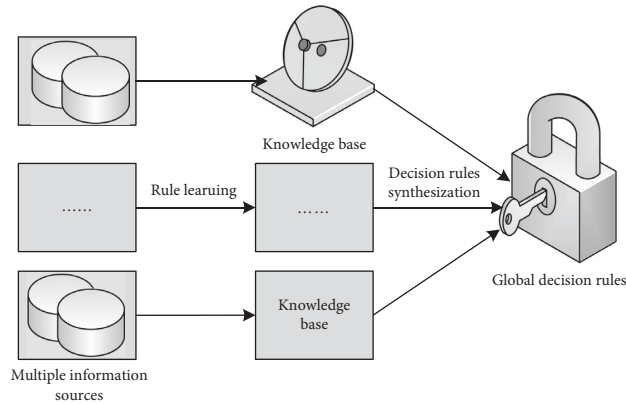 Knowledge base
Rule learuing
Decision rules
synthesization
......
......
Global decision rules
Knowledge
base
Multiple information
sources